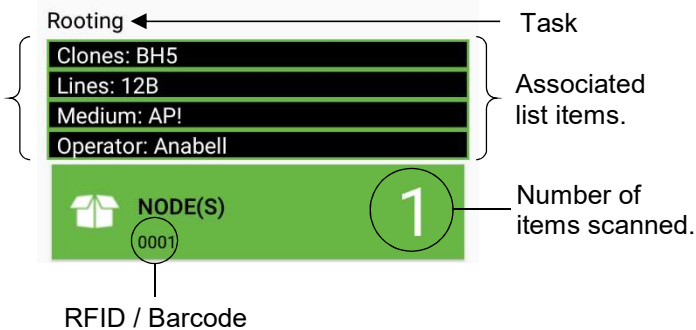 Rooting
Task
Clones: BH5
Lines: 12B
Medium: AP!
Operator: Anabell
Associated
list items.
NODE(S)
0001
1
Number of
items scanned.
RFID / Barcode